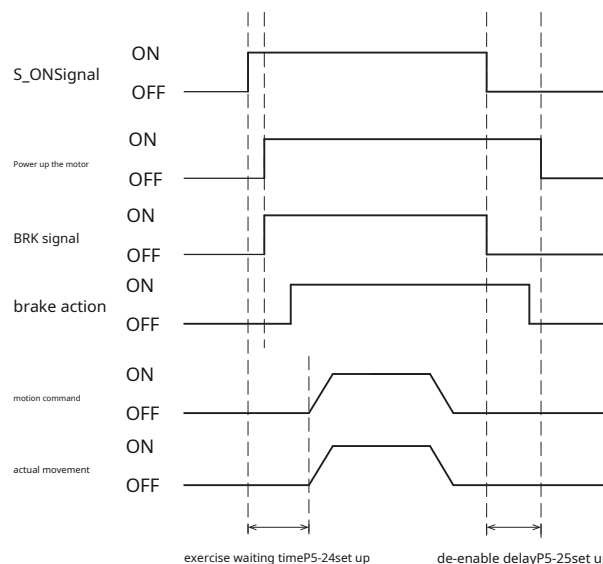 ON
S_ONSignal
OFF
ON
Power up the motor
OFF
ON
BRK signal
OFF
ON
brake action
OFF
ON
motion command
OFF
ON
actual movement
OFF
exercise waiting timeP5-24set up
de-enable delayP5-25set up